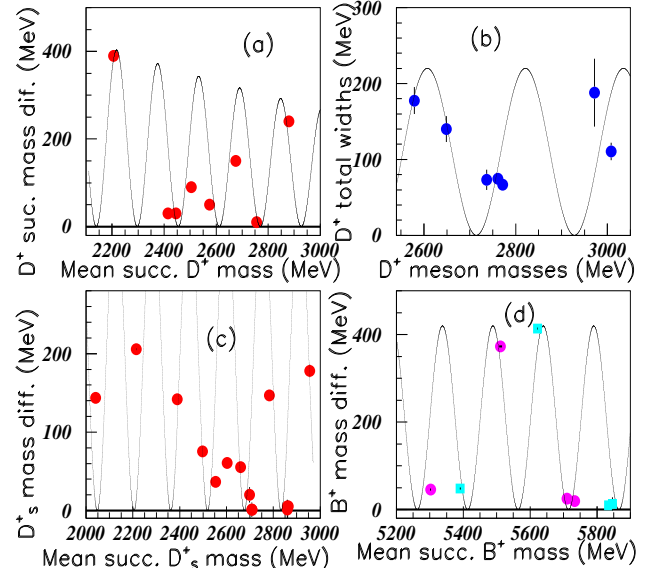 (a)
D⁺ suc. mass dif. (MeV)
400
200
0
2200 2400 2600 2800 3000
Mean succ. D⁺ mass (MeV)
(b)
D⁺ total widths (MeV)
300
200
100
0
2600 2800 3000
D⁺ meson masses (MeV)
(c)
D⁺s mass diff. (MeV)
200
100
0
2000 2200 2400 2600 2800 3000
Mean succ. D⁺s mass (MeV)
(d)
B⁺ mass diff. (MeV)
400
200
0
5200 5400 5600 5800
Mean succ. B⁺ mass (MeV)